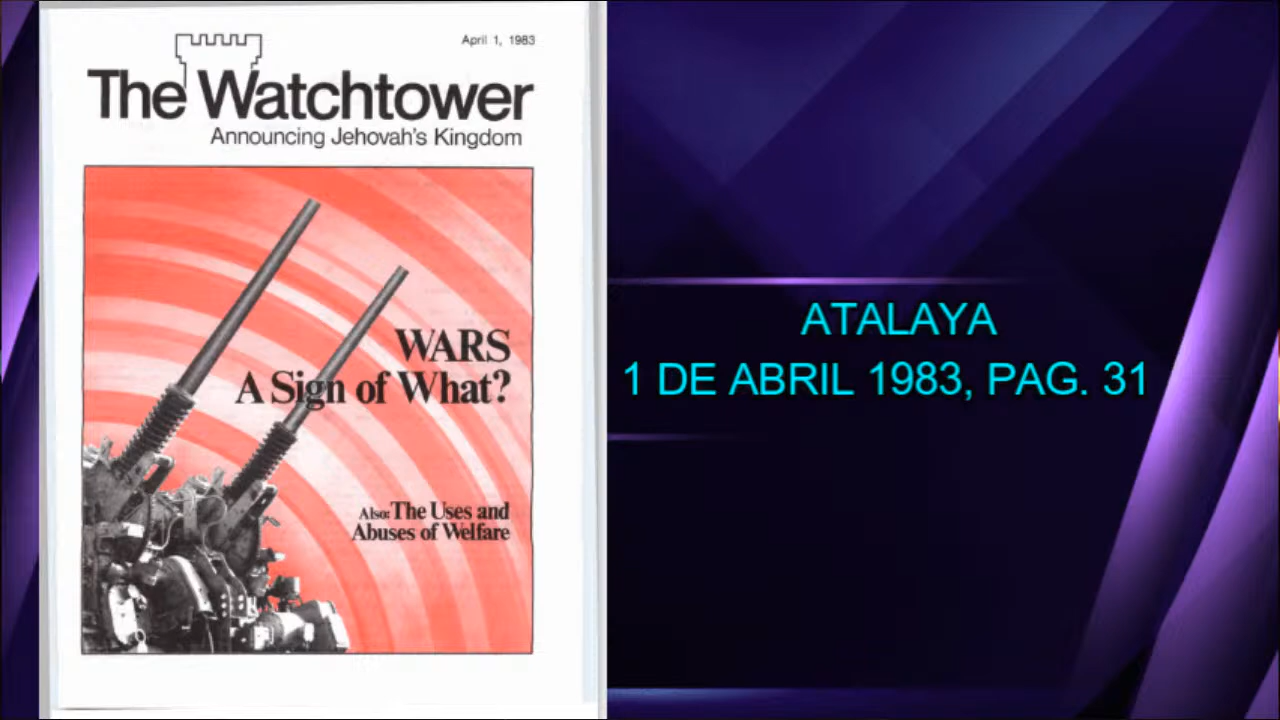 April 1, 1983
The Watchtower
Announcing Jehovah's Kingdom
WARS
A Sign of What?
Also: The Uses and
Abuses of Welfare
ATALAYA
1 DE ABRIL 1983, PAG. 31